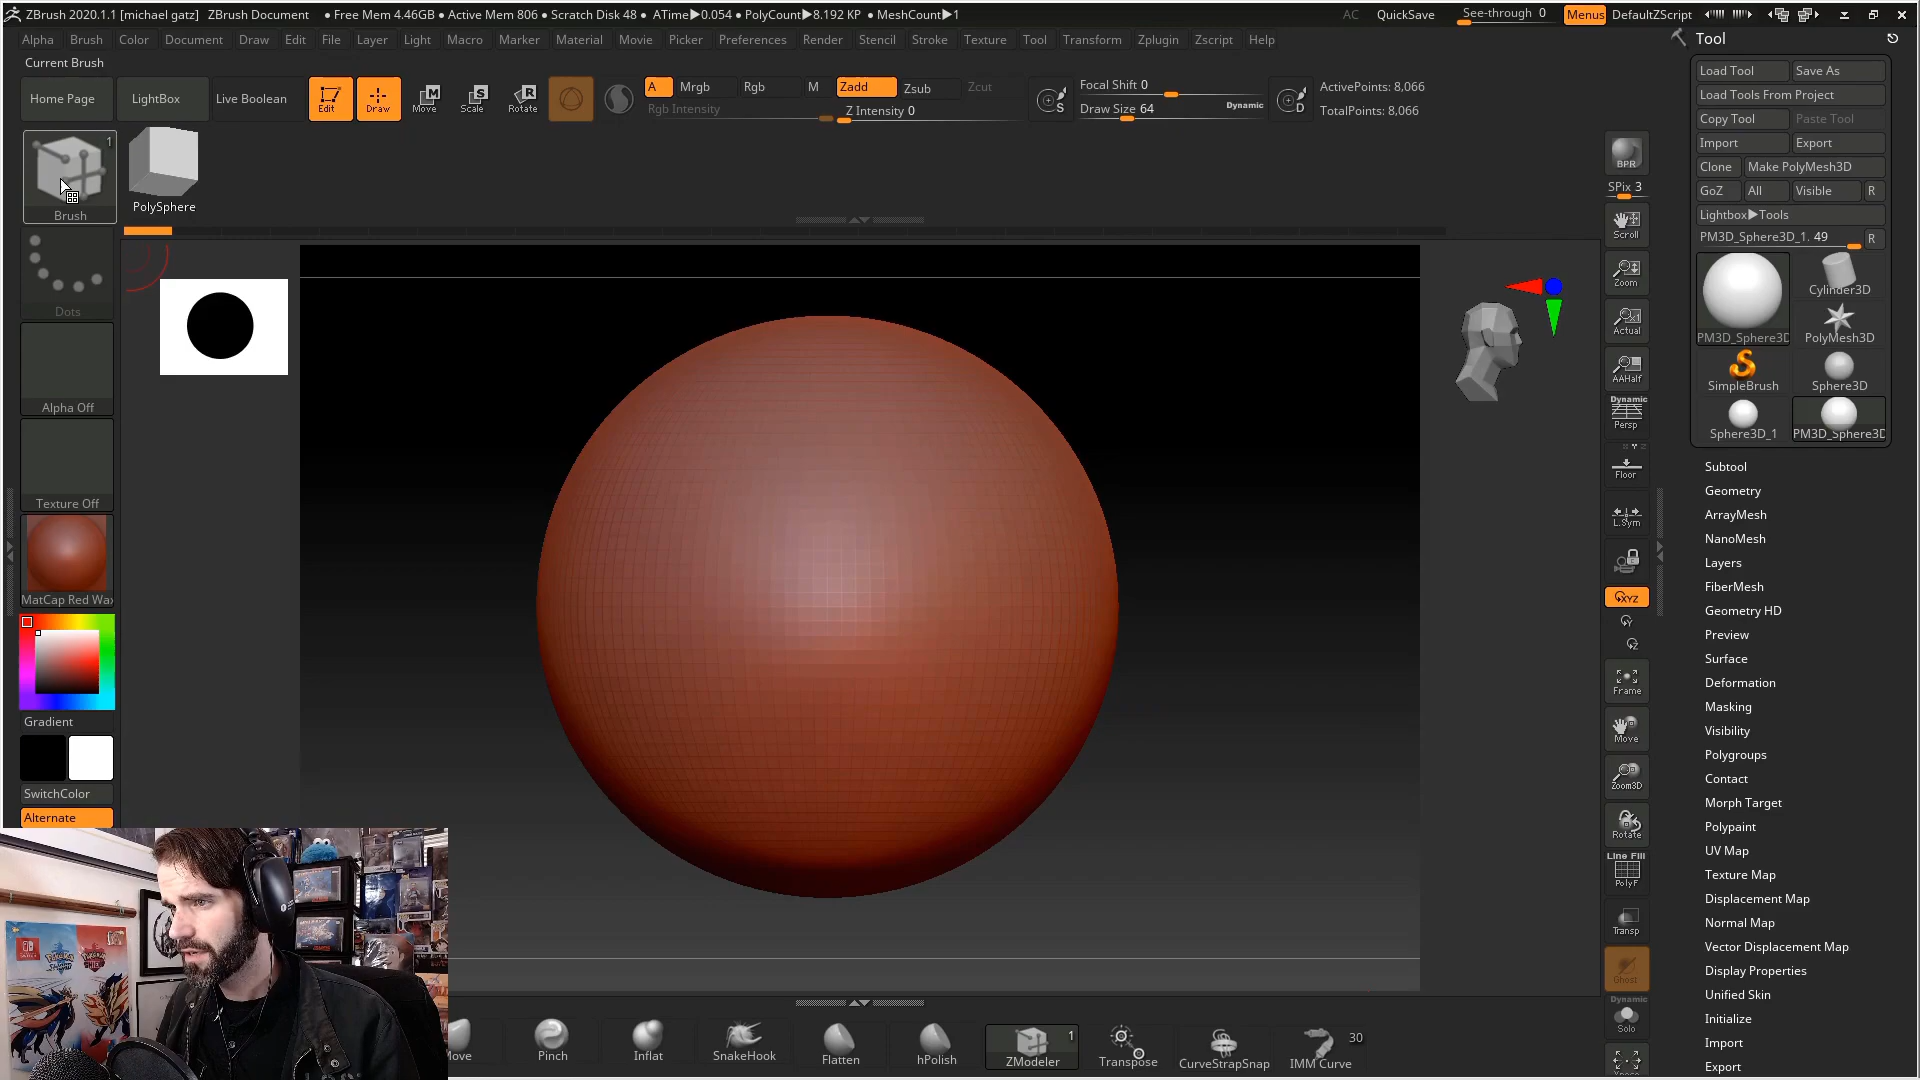 ZBrush 2020.1.1 [michael gatz] ZBrush Document • Free Mem 4.46GB • Active Mem 806 • Scratch Disk 48 • ATime▶0.054 • PolyCount▶8.192 KP • MeshCount▶1 AC QuickSave See-through 0 Menus DefaultZScript
Alpha Brush Color Document Draw Edit File Layer Light Macro Marker Material Movie Picker Preferences Render Stencil Stroke Texture Tool Transform Zplugin Zscript Help
Current Brush
Home Page LightBox Live Boolean
Edit Draw Move Scale Rotate
M S R
A Mrgb Rgb M Zadd Zsub Zcut
Rgb Intensity Z Intensity 0
S Focal Shift 0
Draw Size 64 Dynamic D
ActivePoints: 8,066
TotalPoints: 8,066
1
Brush
PolySphere
Dots
Alpha Off
Texture Off
MatCap Red Wax
Gradient
SwitchColor
Alternate
BPR
SPix 3
Scroll
Zoom
Actual
AAHalf
Dynamic
Persp
Floor
L.Sym
XYZ
Y
Z
Frame
Move
Zoom3D
Rotate
Line Fill
PolyF
Transp
Ghost
Dynamic
Solo
Tool
Load Tool Save As
Load Tools From Project
Copy Tool Paste Tool
Import Export
Clone Make PolyMesh3D
GoZ All Visible R
Lightbox▶Tools
PM3D_Sphere3D_1. 49 R
PM3D_Sphere3D Cylinder3D
PolyMesh3D
SimpleBrush Sphere3D
Sphere3D_1 PM3D_Sphere3D
Subtool
Geometry
ArrayMesh
NanoMesh
Layers
FiberMesh
Geometry HD
Preview
Surface
Deformation
Masking
Visibility
Polygroups
Contact
Morph Target
Polypaint
UV Map
Texture Map
Displacement Map
Normal Map
Vector Displacement Map
Display Properties
Unified Skin
Initialize
Import
Export
Move Pinch Inflat SnakeHook Flatten hPolish ZModeler 1 Transpose CurveStrapSnap IMM Curve 30